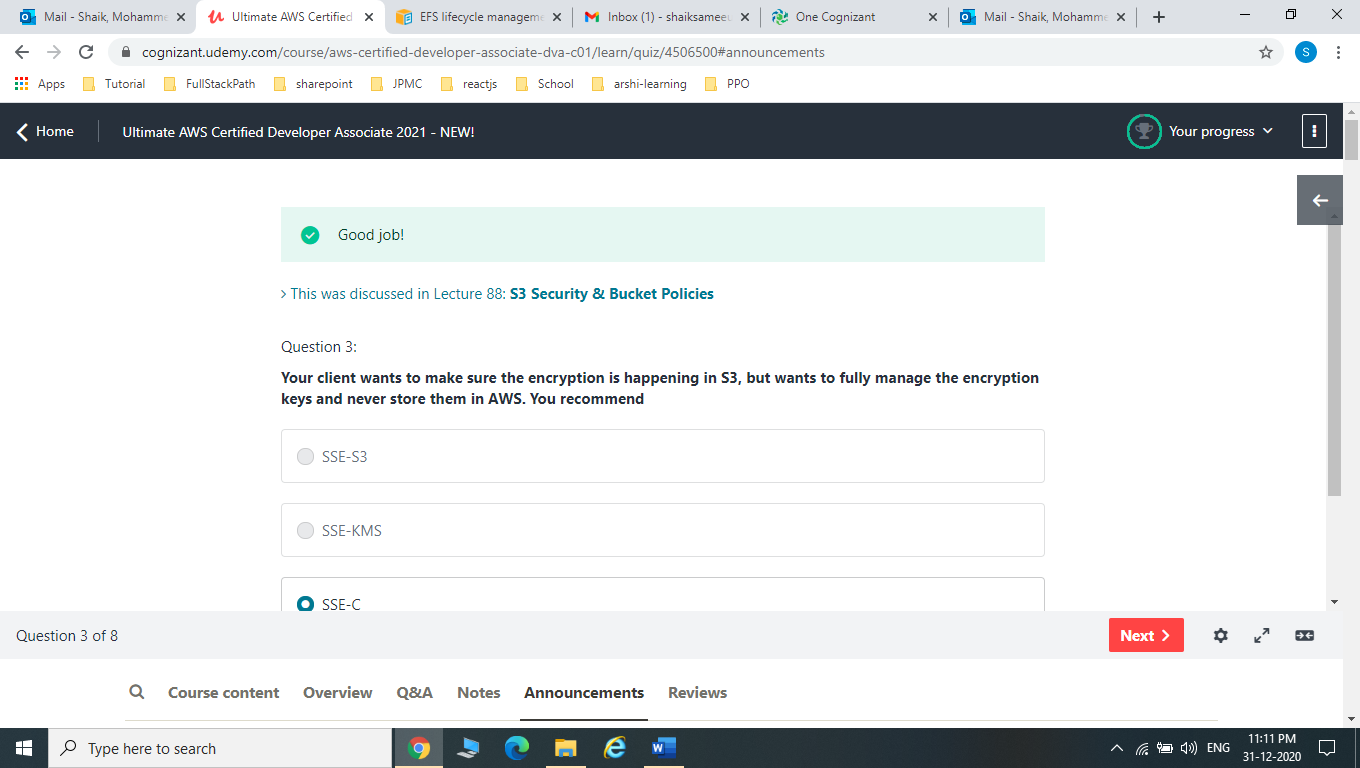 Mail - Shaik, Mohamme
Ultimate AWS Certified
EFS lifecycle manageme
Inbox (1) - shaiksameeu
One Cognizant
Mail - Shaik, Mohamme
cognizant.udemy.com/course/aws-certified-developer-associate-dva-c01/learn/quiz/4506500#announcements
S
Apps Tutorial FullStackPath sharepoint JPMC reactjs School arshi-learning PPO
Home Ultimate AWS Certified Developer Associate 2021 - NEW! Your progress
Good job!
> This was discussed in Lecture 88: S3 Security & Bucket Policies
Question 3:
Your client wants to make sure the encryption is happening in S3, but wants to fully manage the encryption
keys and never store them in AWS. You recommend
SSE-S3
SSE-KMS
SSE-C
Question 3 of 8 Next
Course content Overview Q&A Notes Announcements Reviews
Type here to search
ENG
11:11 PM
31-12-2020